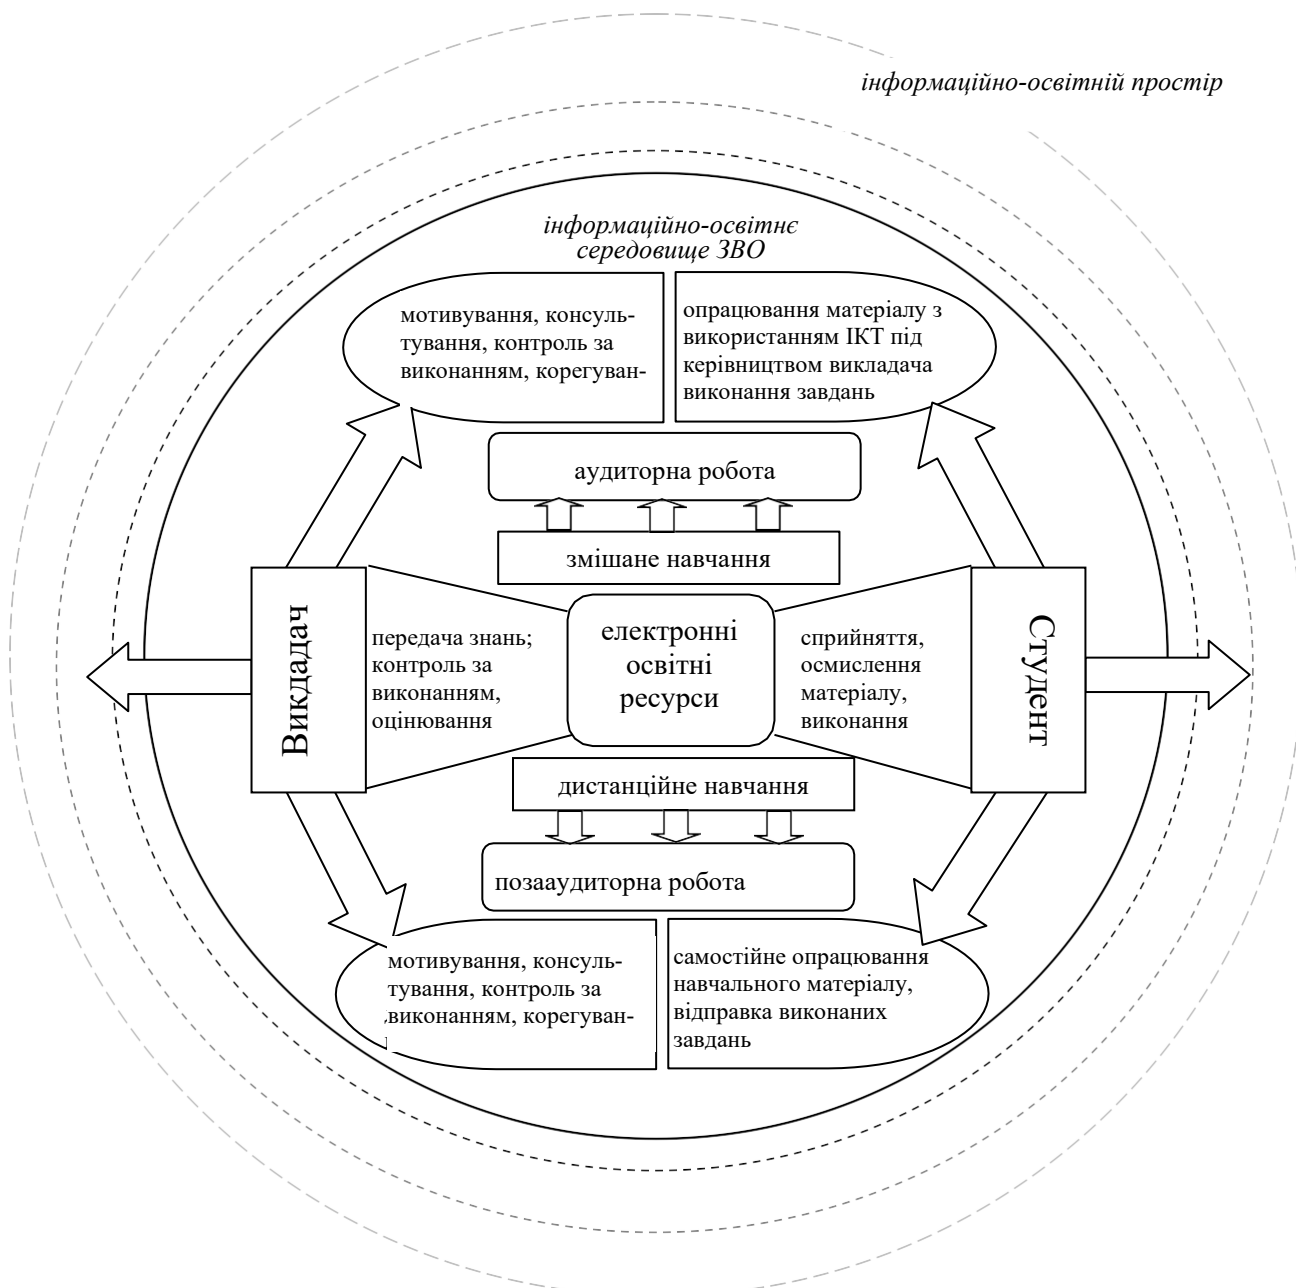 інформаційно-освітній простір
інформаційно-освітнє
середовище ЗВО
мотивування, консуль-
тування, контроль за
виконанням, корегуван-
опрацювання матеріалу з
використанням ІКТ під
керівництвом викладача
виконання завдань
аудиторна робота
змішане навчання
Викдадач
передача знань;
контроль за
виконанням,
оцінювання
електронні
освітні
ресурси
сприйняття,
осмислення
матеріалу,
виконання
Студент
дистанційне навчання
позааудиторна робота
мотивування, консуль-
тування, контроль за
виконанням, корегуван-
самостійне опрацювання
навчального матеріалу,
відправка виконаних
завдань